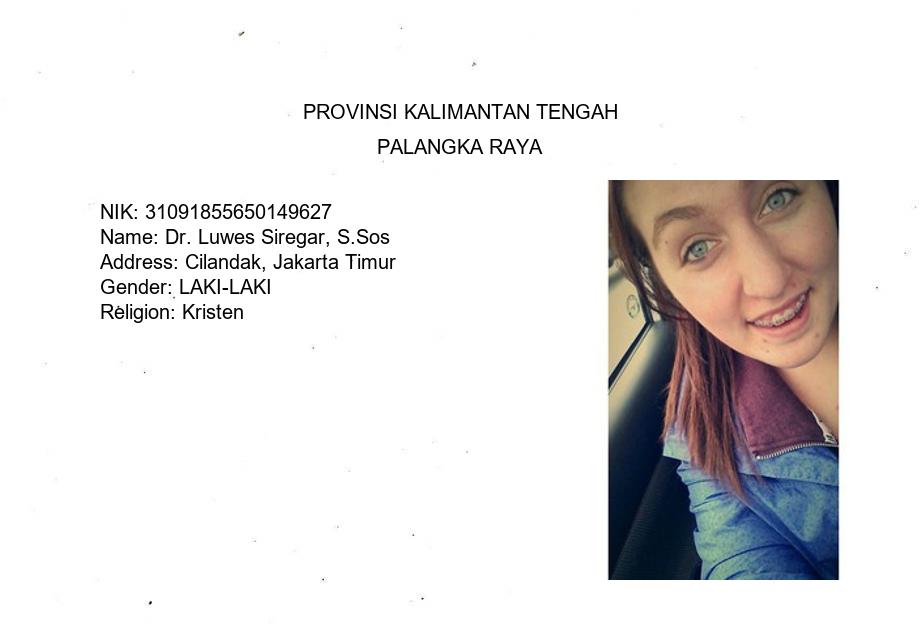 PROVINSI KALIMANTAN TENGAH
PALANGKA RAYA
NIK: 31091855650149627
Name: Dr. Luwes Siregar, S.Sos
Address: Cilandak, Jakarta Timur
Gender: LAKI-LAKI
Religion: Kristen